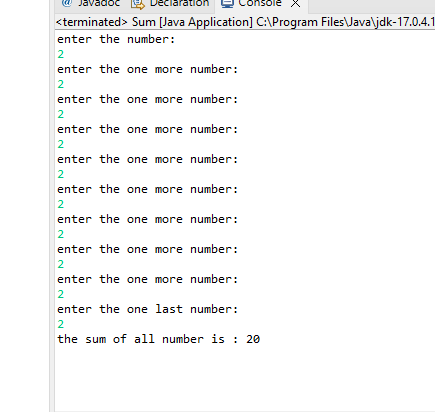 @ Javadoc Declaration Console X
<terminated> Sum [Java Application] C:\Program Files\Java\jdk-17.0.4.1
enter the number:
2
enter the one more number:
2
enter the one more number:
2
enter the one more number:
2
enter the one more number:
2
enter the one more number:
2
enter the one more number:
2
enter the one more number:
2
enter the one more number:
2
enter the one last number:
2
the sum of all number is : 20